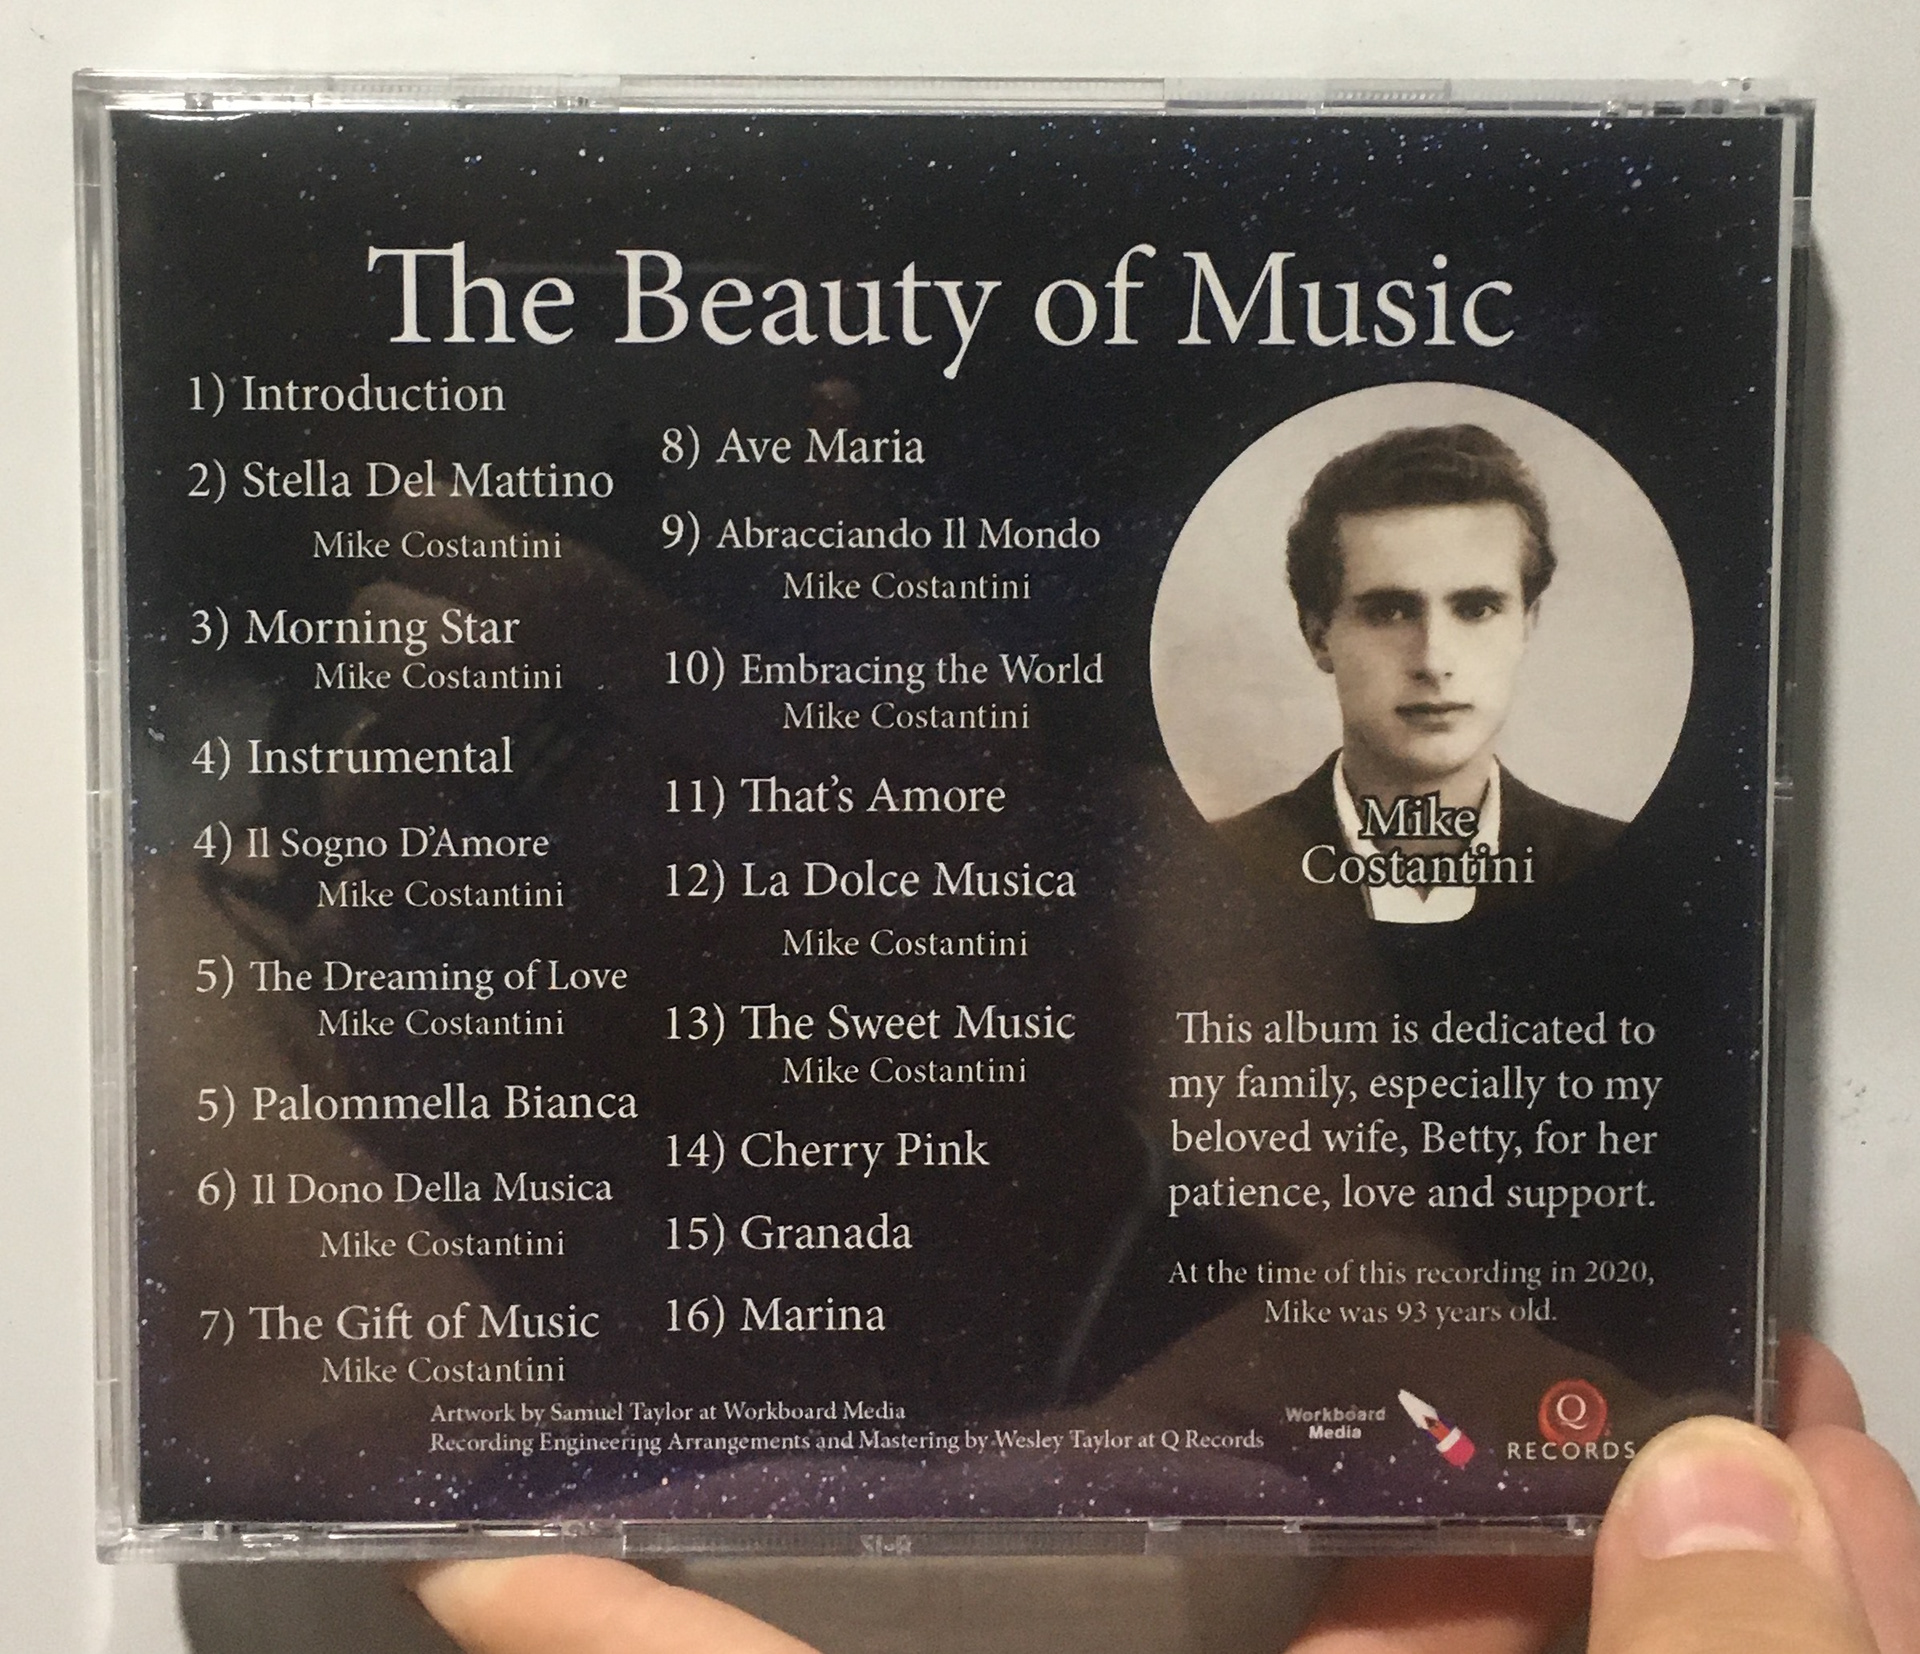 The Beauty of Music
1) Introduction
2) Stella Del Mattino
Mike Costantini
3) Morning Star
Mike Costantini
4) Instrumental
4) Il Sogno D’Amore
Mike Costantini
5) The Dreaming of Love
Mike Costantini
5) Palommella Bianca
6) Il Dono Della Musica
Mike Costantini
7) The Gift of Music
Mike Costantini
8) Ave Maria
9) Abracciando Il Mondo
Mike Costantini
10) Embracing the World
Mike Costantini
11) That’s Amore
12) La Dolce Musica
Mike Costantini
13) The Sweet Music
Mike Costantini
14) Cherry Pink
15) Granada
16) Marina
Mike
Costantini
This album is dedicated to
my family, especially to my
beloved wife, Betty, for her
patience, love and support.
At the time of this recording in 2020,
Mike was 93 years old.
Artwork by Samuel Taylor at Workboard Media
Recording Engineering Arrangements and Mastering by Wesley Taylor at Q Records
Workboard
Media
Q
RECORDS